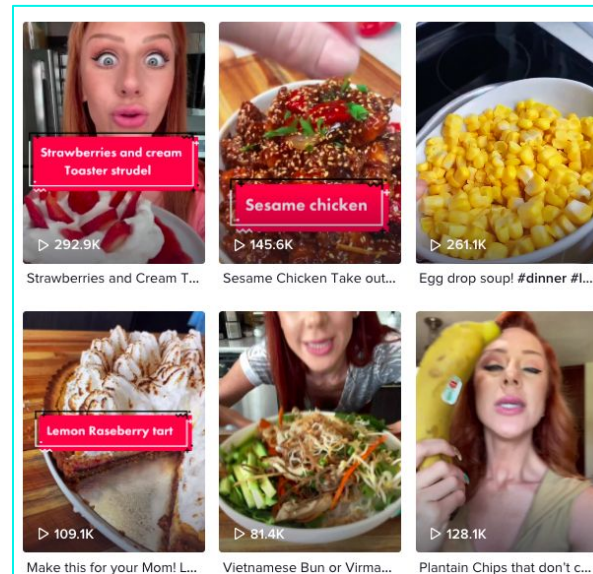 Strawberries and cream
Toaster strudel
292.9K
Strawberries and Cream T...
Sesame chicken
145.6K
Sesame Chicken Take out...
261.1K
Egg drop soup! #dinner #l...
Lemon Raseberry tart
109.1K
Make this for your Mom! L...
81.4K
Vietnamese Bun or Virma...
128.1K
Plantain Chips that don't c...